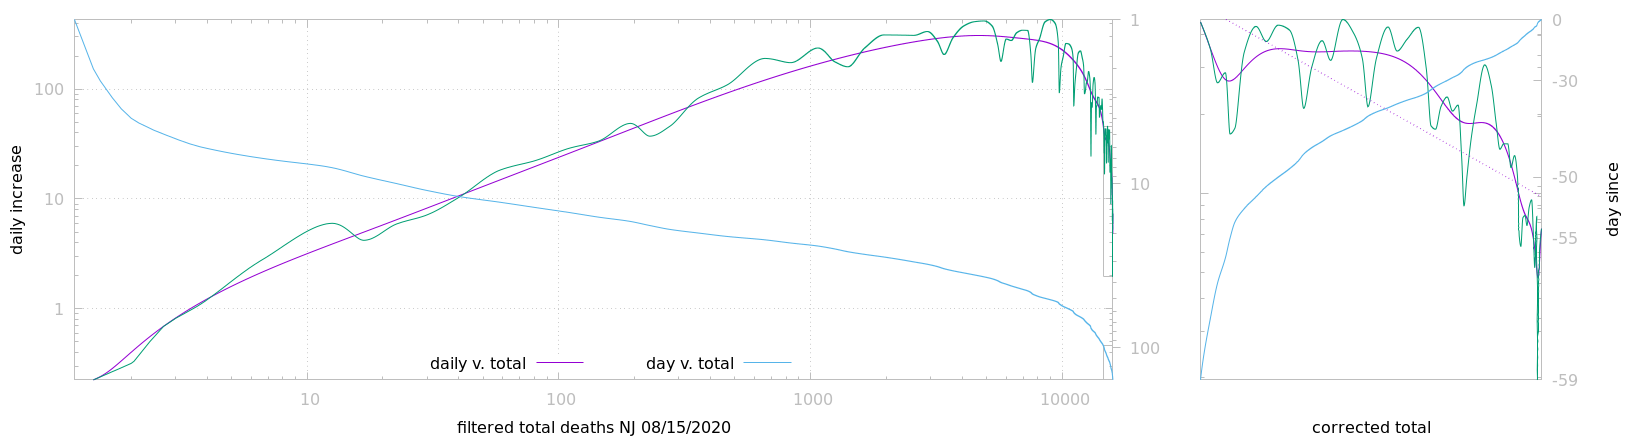 daily increase
100
10
1
daily v. total
day v. total
10
100
1000
10000
filtered total deaths NJ 08/15/2020
1
10
100
0
-30
-50
-55
-59
day since
corrected total